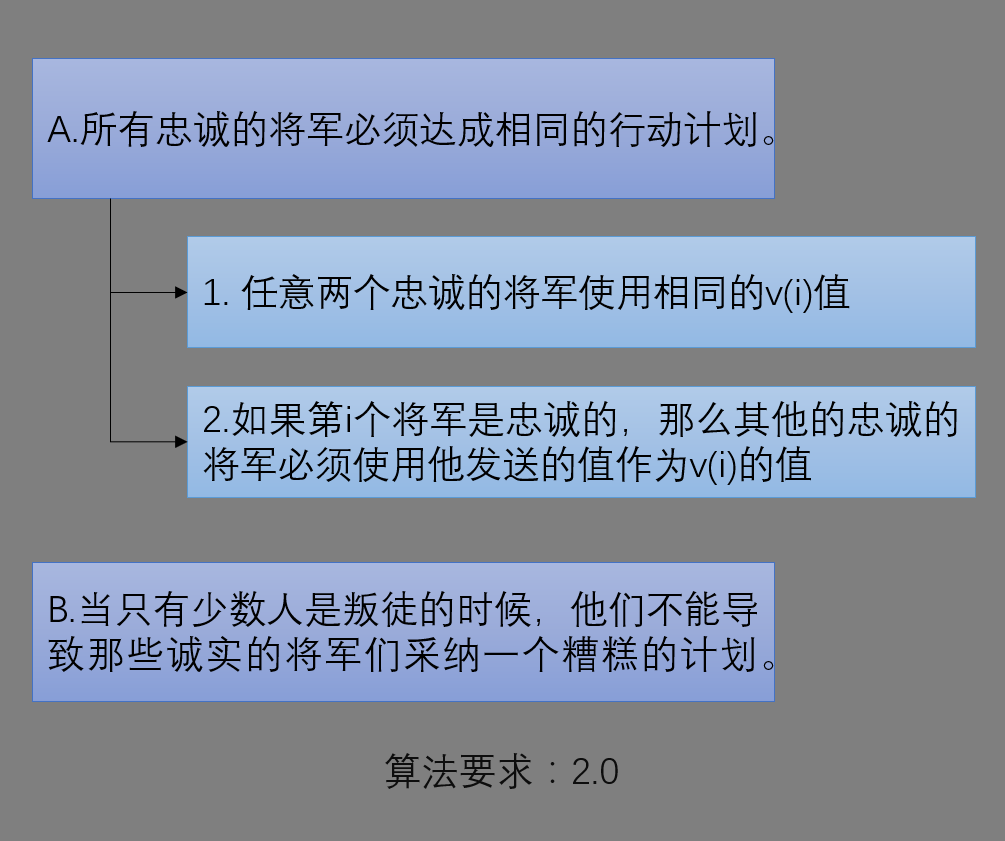 A.所有忠诚的将军必须达成相同的行动计划。
1. 任意两个忠诚的将军使用相同的v(i)值
2.如果第i个将军是忠诚的，那么其他的忠诚的
将军必须使用他发送的值作为v(i)的值
B.当只有少数人是叛徒的时候，他们不能导
致那些诚实的将军们采纳一个糟糕的计划。
算法要求：2.0